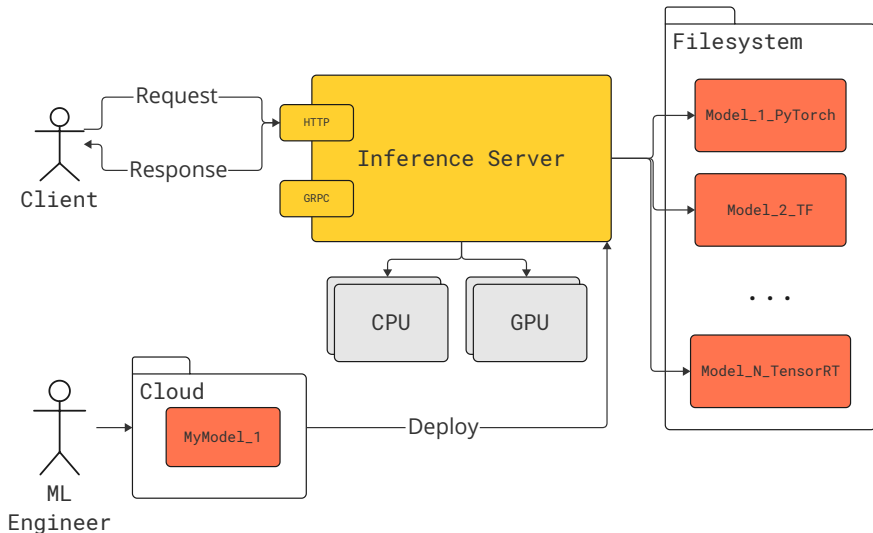 Filesystem
Request
HTTP
Model_1_PyTorch
Inference Server
Response
Client
GRPC
Model_2_TF
...
CPU
GPU
Model_N_TensorRT
Cloud
MyModel_1
Deploy
ML
Engineer